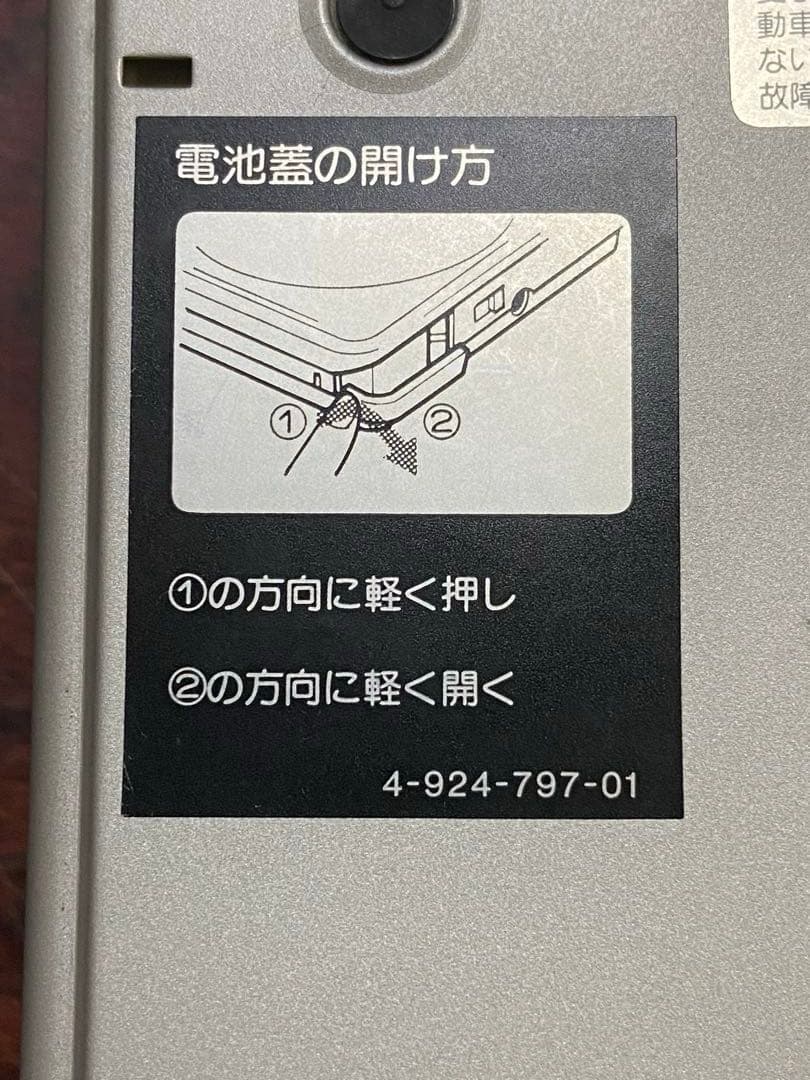 動車
ない
故障
電池蓋の開け方
① ②
①の方向に軽く押し
②の方向に軽く開く
4-924-797-01